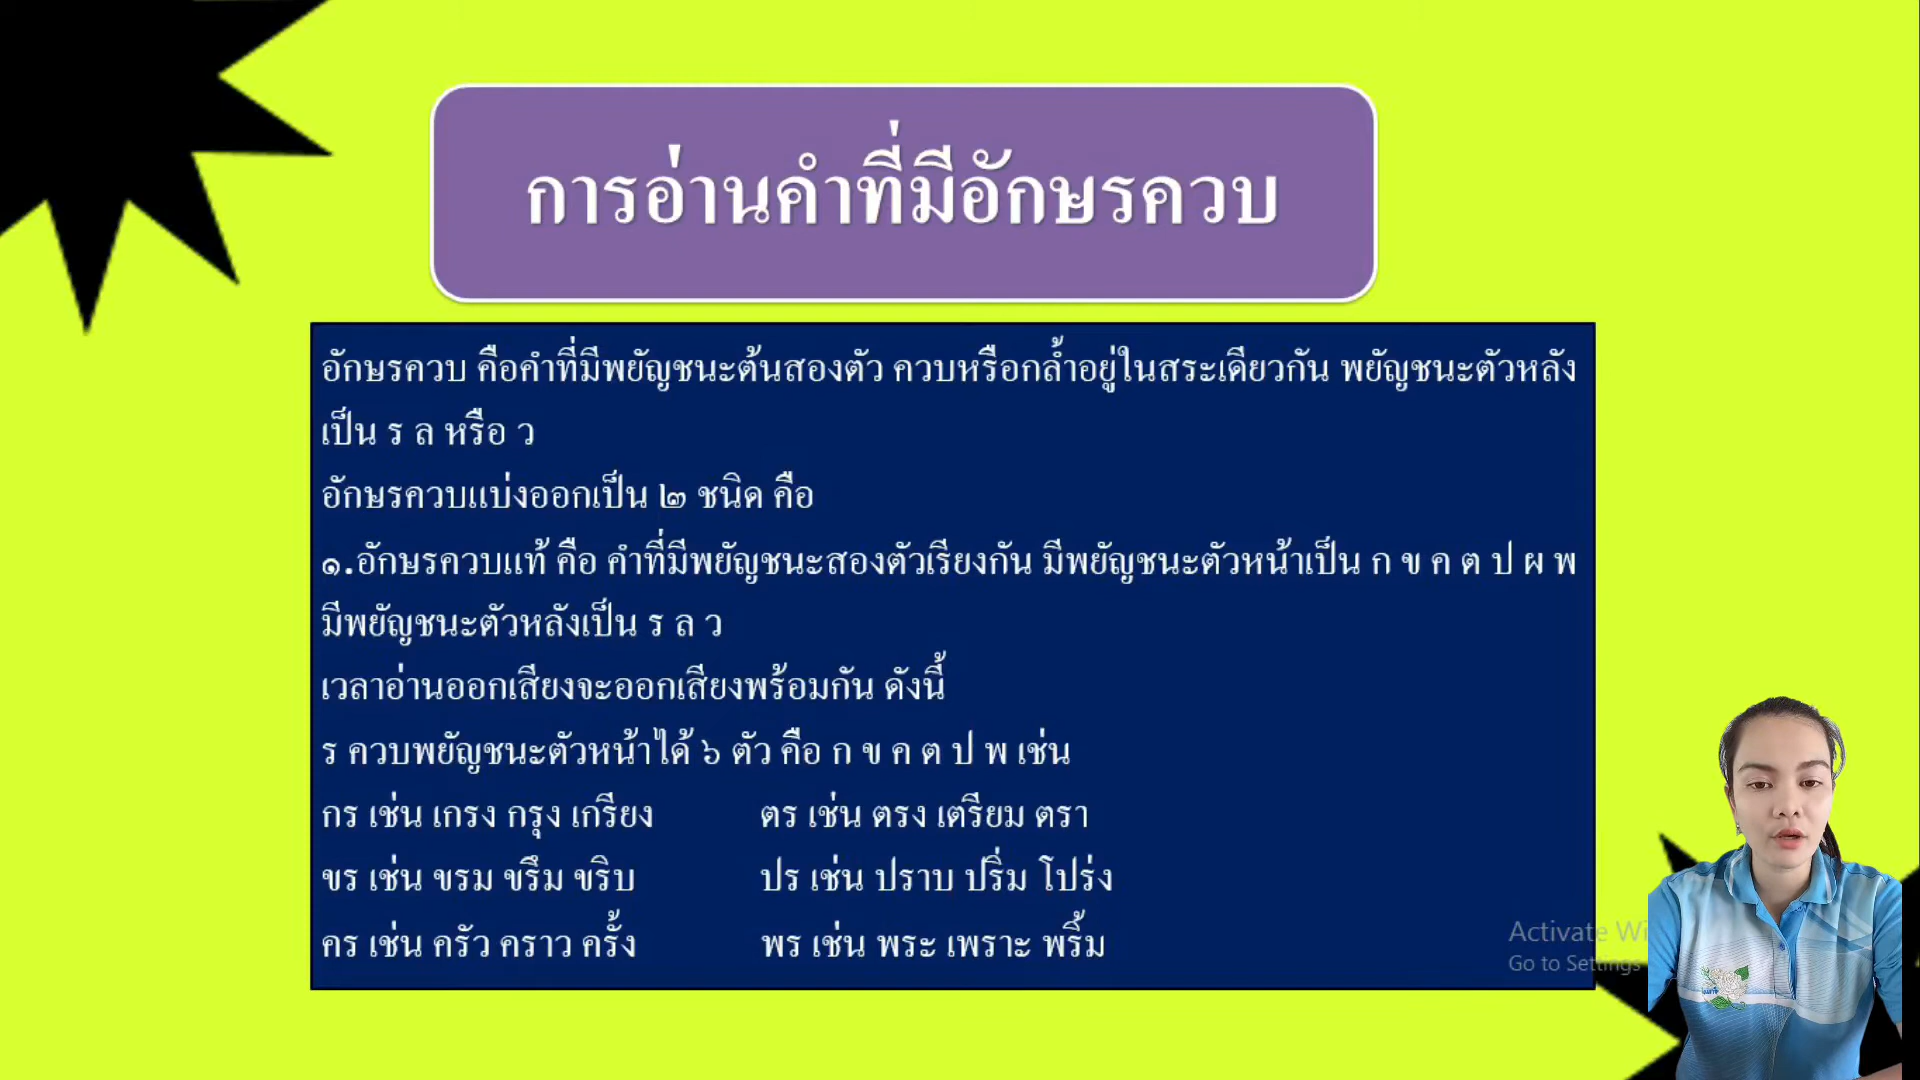 การอ่านคำที่มีอักษรควบ
อักษรควบ คือคำที่มีพยัญชนะต้นสองตัว ควบหรือกล้ำอยู่ในสระเดียวกัน พยัญชนะตัวหลัง
เป็น ร ล หรือ ว
อักษรควบแบ่งออกเป็น ๒ ชนิด คือ
๑.อักษรควบแท้ คือ คำที่มีพยัญชนะสองตัวเรียงกัน มีพยัญชนะตัวหน้าเป็น ก ข ค ต ป ผ พ
มีพยัญชนะตัวหลังเป็น ร ล ว
เวลาอ่านออกเสียงจะออกเสียงพร้อมกัน ดังนี้
ร ควบพยัญชนะตัวหน้าได้ ๖ ตัว คือ ก ข ค ต ป พ เช่น
กร เช่น เกรง กรุง เกรียง ตร เช่น ตรง เตรียม ตรา
ขร เช่น ขรม ขรึม ขริบ ปร เช่น ปราบ ปริ่ม โปร่ง
คร เช่น ครัว คราว ครั้ง พร เช่น พระ เพราะ พริ้ม
Activate
Go to Settings